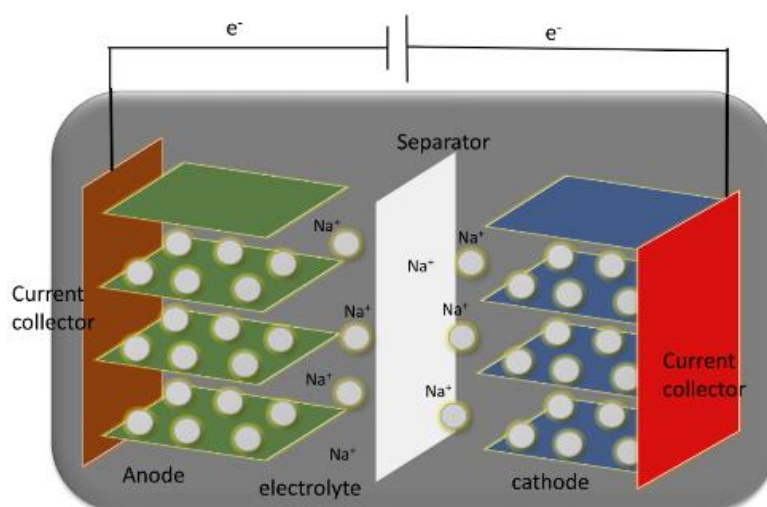 e-
e-
Separator
Na+
Na+
Na+
Current
collector
Na+
Na+
Current
collector
Na+
Na+
Na+
Anode
electrolyte
cathode